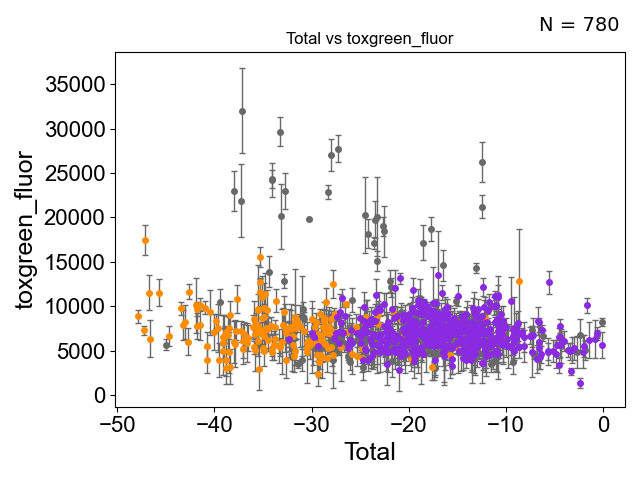 N = 780
Total vs toxgreen_fluor
35000
30000
25000
20000
15000
10000
5000
0
toxgreen_fluor
−50 −40 −30 −20 −10 0
Total